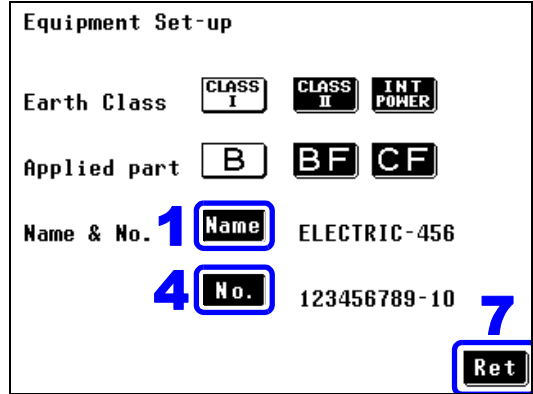 Equipment Set-up
Earth Class CLASS I CLASS II INT POWER
Applied part B BF CF
Name & No. 1 Name ELECTRIC-456
4 No. 123456789-10
7
Ret